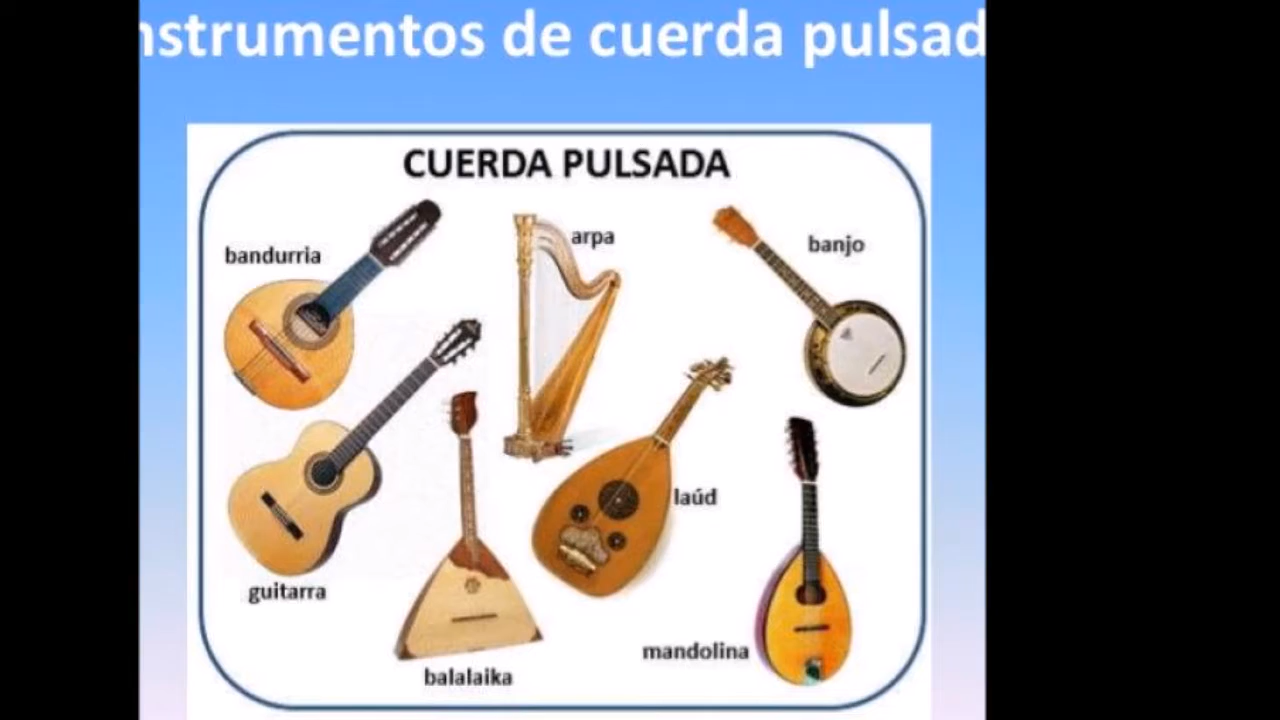 nstrumentos de cuerda pulsad
CUERDA PULSADA
arpa
banjo
bandurria
laúd
guitarra
mandolina
balalaika